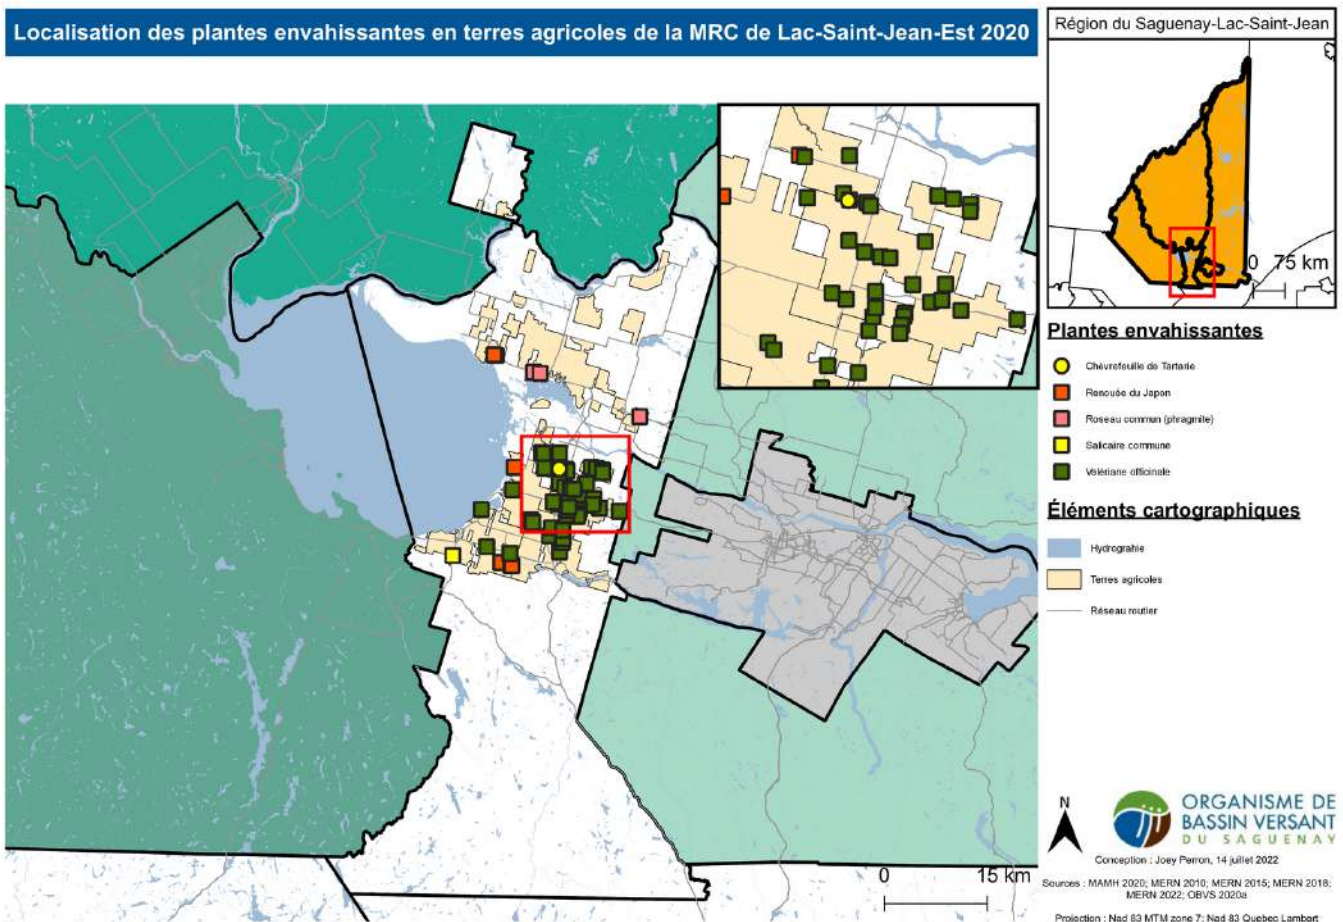 Localisation des plantes envahissantes en terres agricoles de la MRC de Lac-Saint-Jean-Est 2020
Région du Saguenay-Lac-Saint-Jean
0 75 km
Plantes envahissantes
Chèvrefeuille de Tartarie
Renouée du Japon
Roseau commun (phragmite)
Salicaire commune
Valériane officinale
Éléments cartographiques
Hydrograhie
Terres agricoles
Réseau routier
0 15 km
N
ORGANISME DE
BASSIN VERSANT
DU SAGUENAY
Conception : Joey Perron, 14 juillet 2022
Sources : MAMH 2020; MERN 2010; MERN 2015; MERN 2018;
MERN 2022; OBVS 2020a
Projection : Nad 83 MTM zone 7; Nad 83 Quebec Lambert